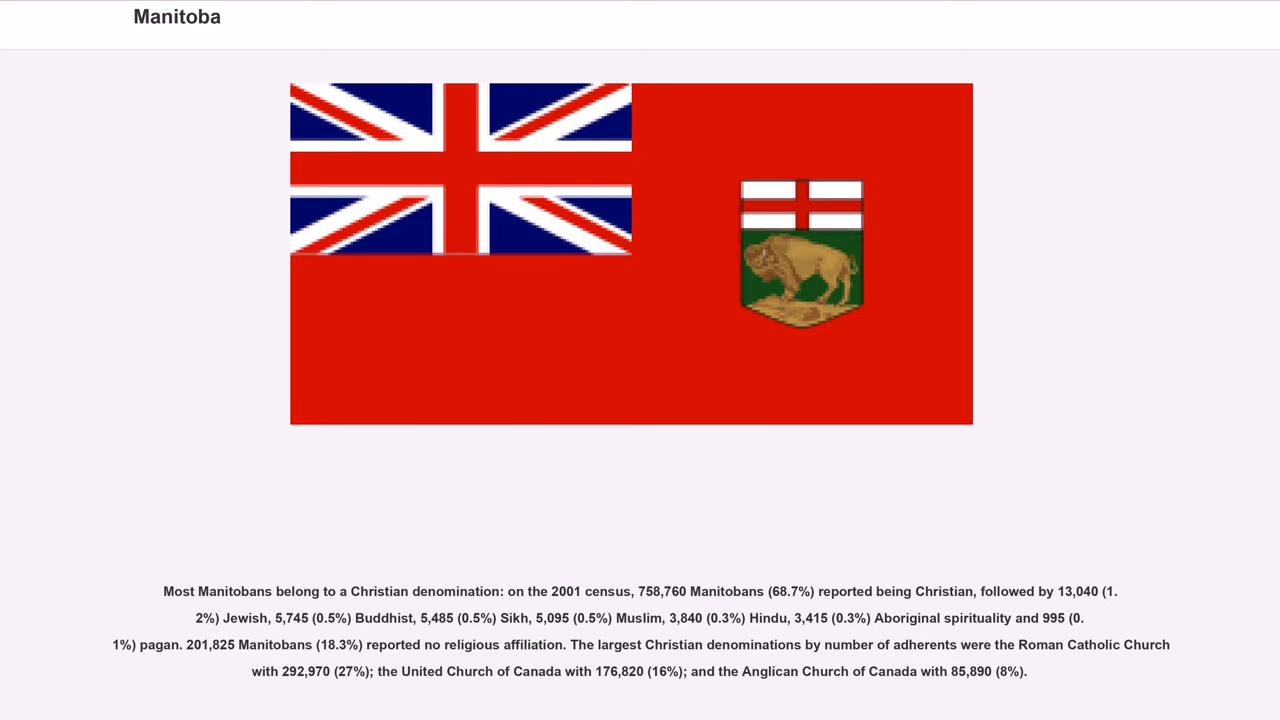 Manitoba
Most Manitobans belong to a Christian denomination: on the 2001 census, 758,760 Manitobans (68.7%) reported being Christian, followed by 13,040 (1.
2%) Jewish, 5,745 (0.5%) Buddhist, 5,485 (0.5%) Sikh, 5,095 (0.5%) Muslim, 3,840 (0.3%) Hindu, 3,415 (0.3%) Aboriginal spirituality and 995 (0.
1%) pagan. 201,825 Manitobans (18.3%) reported no religious affiliation. The largest Christian denominations by number of adherents were the Roman Catholic Church
with 292,970 (27%); the United Church of Canada with 176,820 (16%); and the Anglican Church of Canada with 85,890 (8%).